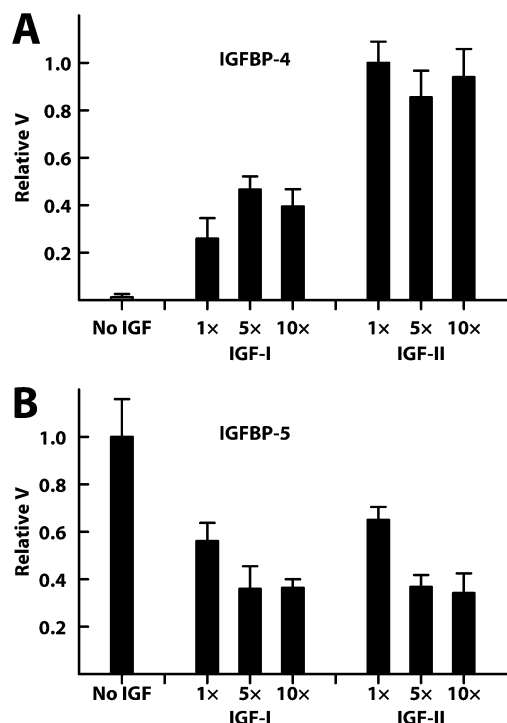 A
IGFBP-4
Relative V
1.0
0.8
0.6
0.4
0.2
No IGF 1× 5× 10× 1× 5× 10×
IGF-I IGF-II
B
IGFBP-5
Relative V
1.0
0.8
0.6
0.4
0.2
No IGF 1× 5× 10× 1× 5× 10×
IGF-I IGF-II